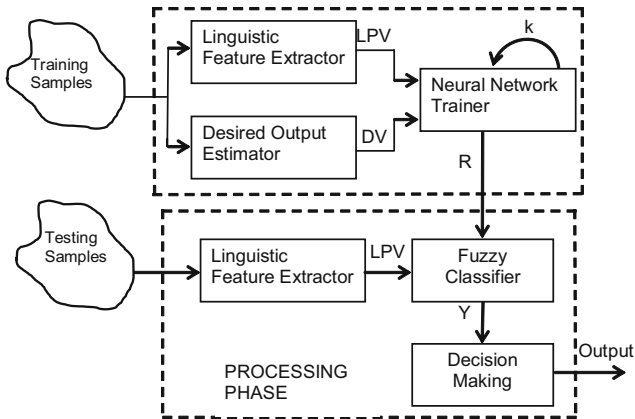 Training
Samples
Linguistic
Feature Extractor
LPV
k
Neural Network
Trainer
Desired Output
Estimator
DV
R
Testing
Samples
Linguistic
Feature Extractor
LPV
Fuzzy
Classifier
Y
Decision
Making
Output
PROCESSING
PHASE